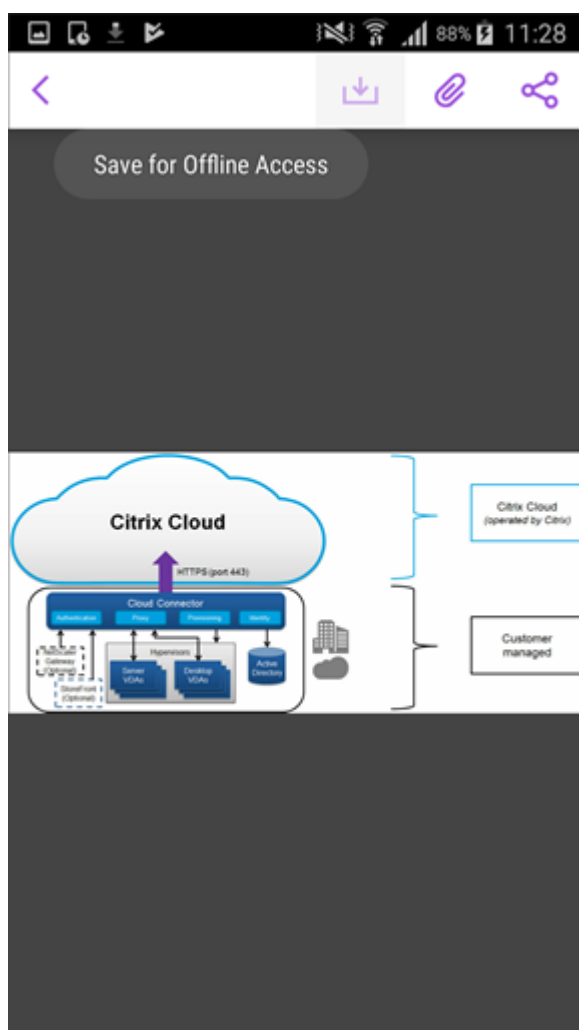 88% 11:28
Save for Offline Access
Citrix Cloud
HTTPS (port 443)
Citrix Cloud
(operated by Citrix)
Cloud Connector
Authentication Proxy Provisioning Identity
NetScaler
Gateway
(Optional)
StoreFront
(Optional)
Hypervisors
Server
VDAs
Desktop
VDAs
Active
Directory
Customer
managed